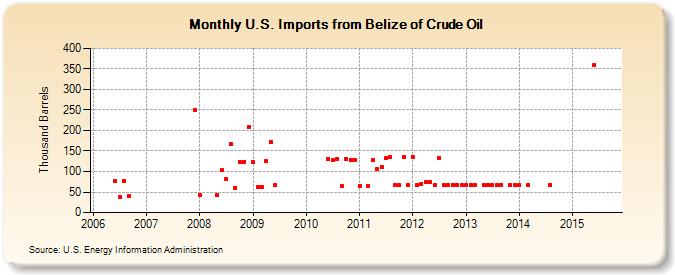 Monthly U.S. Imports from Belize of Crude Oil
Thousand Barrels
400
350
300
250
200
150
100
50
0
2006 2007 2008 2009 2010 2011 2012 2013 2014 2015
Source: U.S. Energy Information Administration